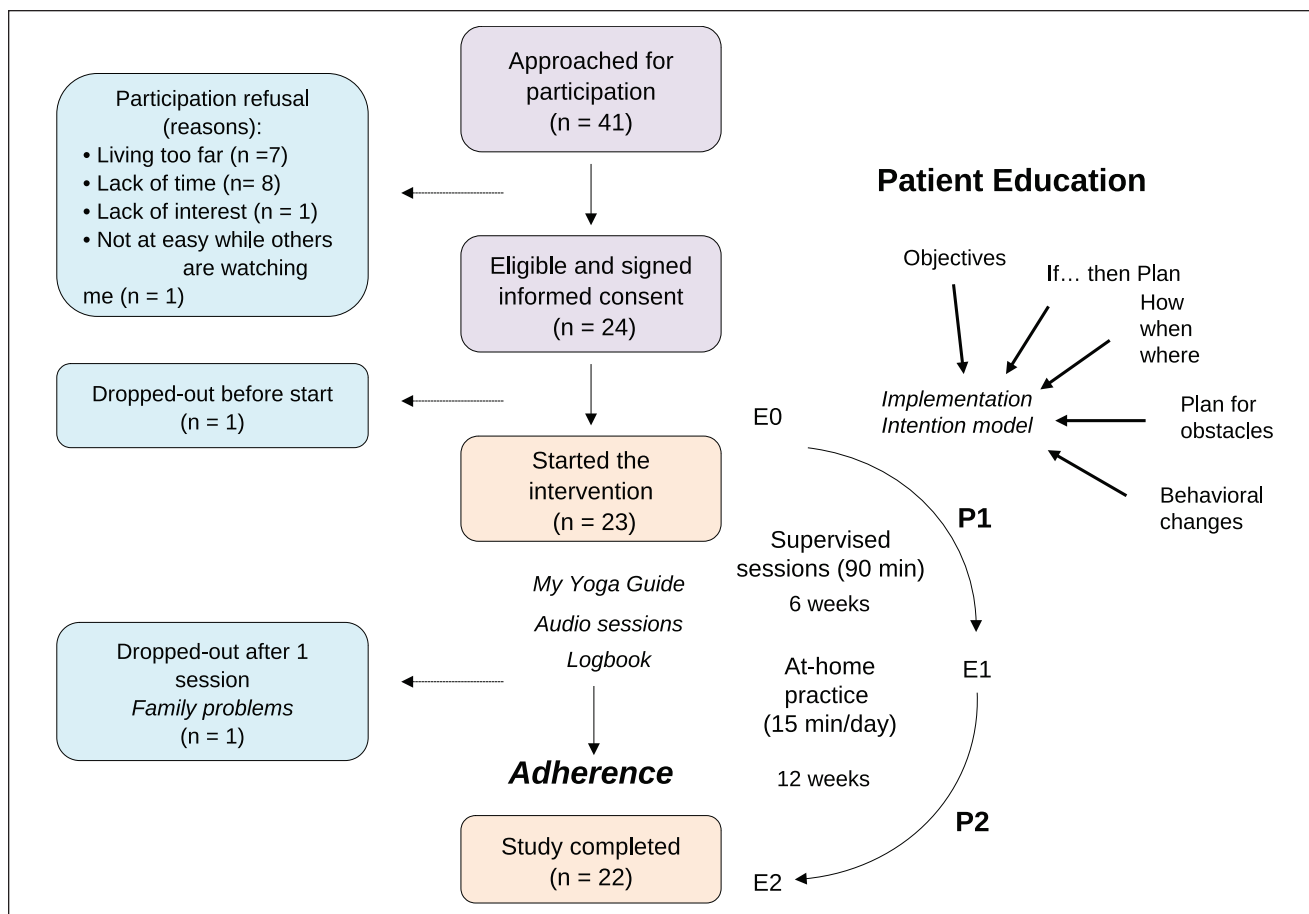 Approached for
participation
(n = 41)
Participation refusal
(reasons):
• Living too far (n =7)
• Lack of time (n= 8)
• Lack of interest (n = 1)
• Not at easy while others
are watching
me (n = 1)
Eligible and signed
informed consent
(n = 24)
Dropped-out before start
(n = 1)
Started the
intervention
(n = 23)
My Yoga Guide
Audio sessions
Logbook
Dropped-out after 1
session
Family problems
(n = 1)
Adherence
Study completed
(n = 22)
Patient Education
Objectives
If… then Plan
How
when
where
Implementation
Intention model
Plan for
obstacles
Behavioral
changes
E0
P1
Supervised
sessions (90 min)
6 weeks
E1
At-home
practice
(15 min/day)
12 weeks
P2
E2